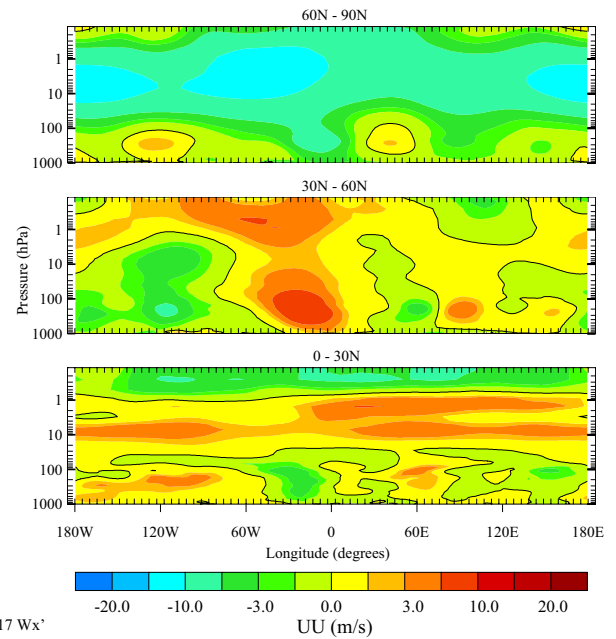 60N - 90N
1
10
100
1000
30N - 60N
1
10
100
1000
Pressure (hPa)
0 - 30N
1
10
100
1000
180W 120W 60W 0 60E 120E 180E
Longitude (degrees)
-20.0 -10.0 -3.0 0.0 3.0 10.0 20.0
17 Wx’ UU (m/s)